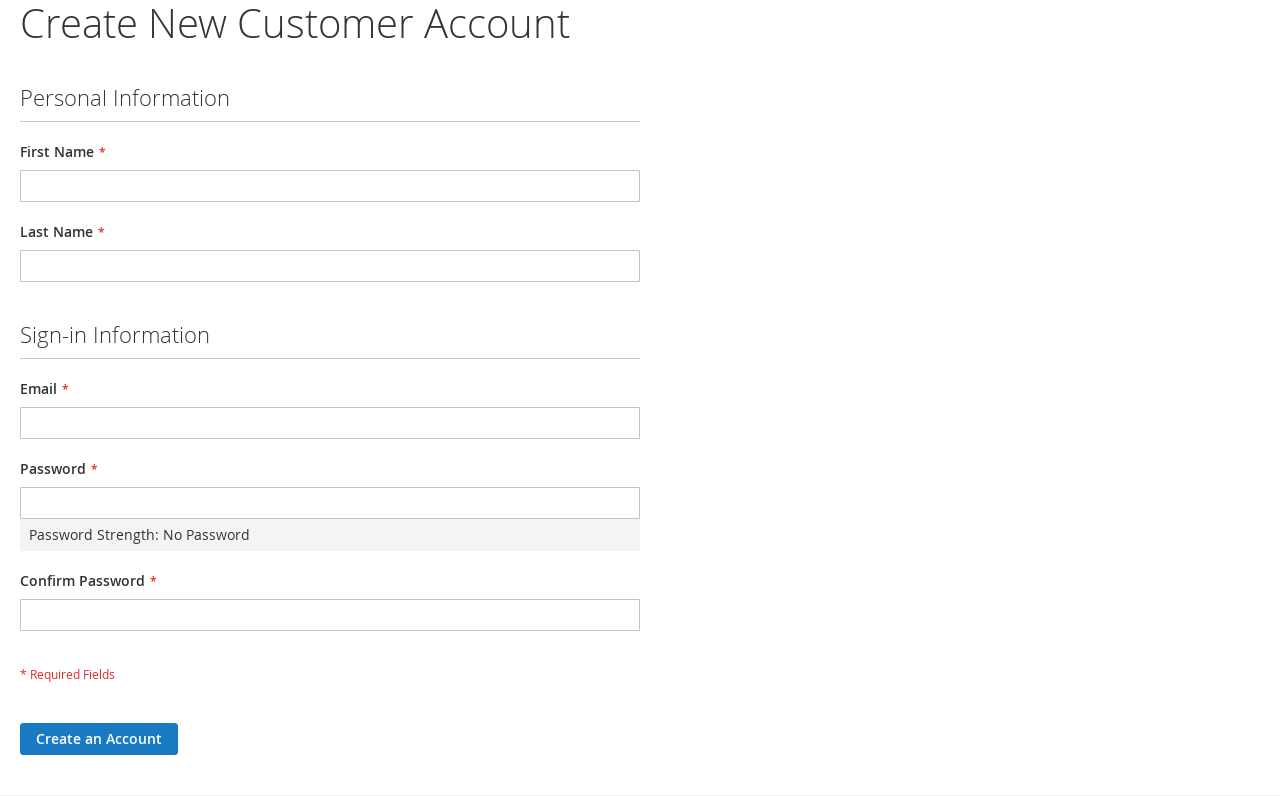 Create New Customer Account
Personal Information
First Name *
Last Name *
Sign-in Information
Email *
Password *
Password Strength: No Password
Confirm Password *
* Required Fields
Create an Account